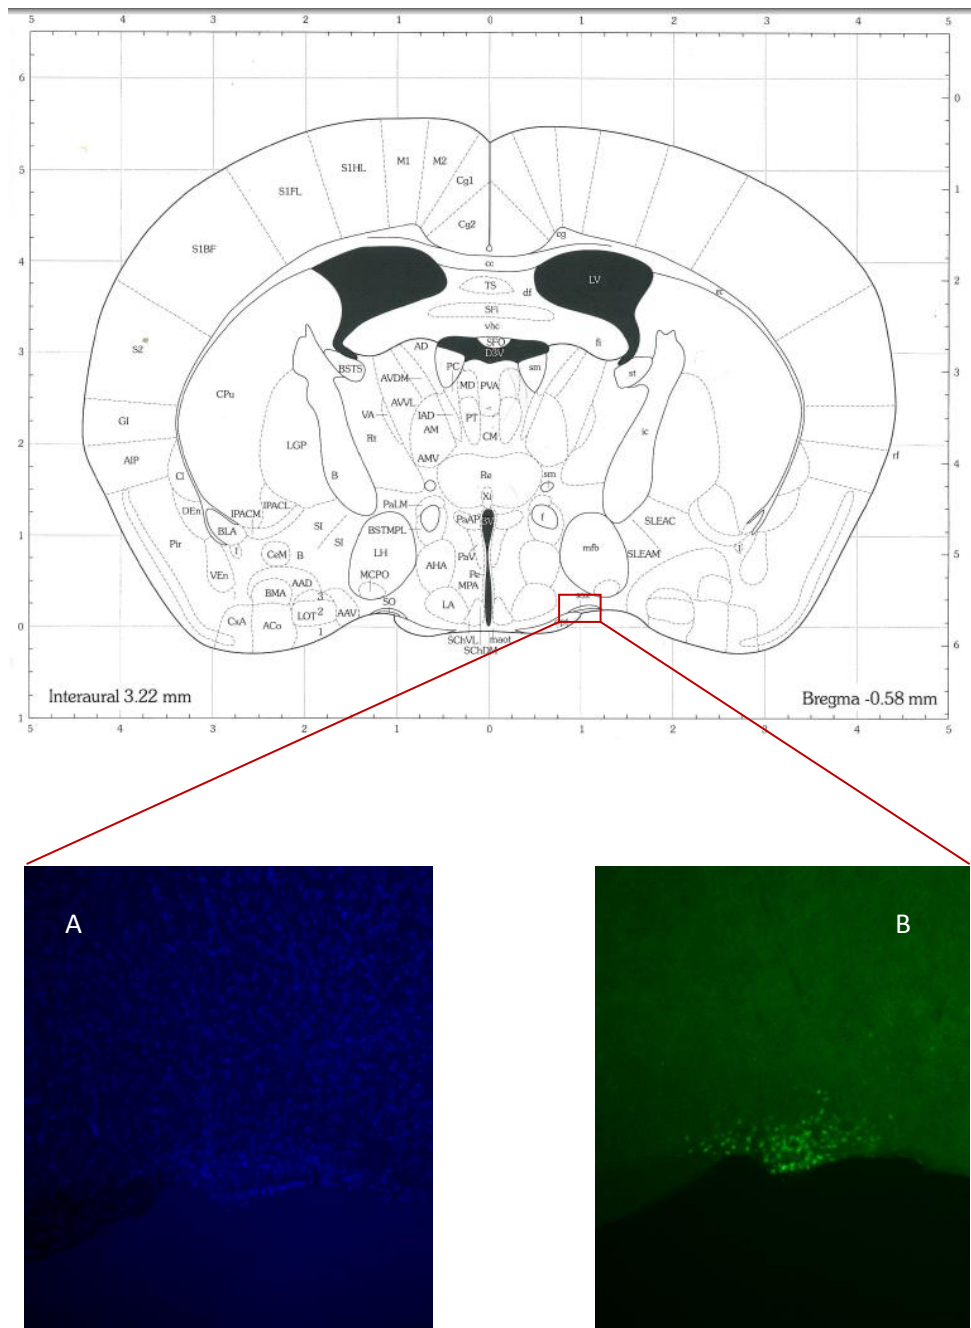 5 4 3 2 1 0 1 2 3 4 5
6
0
5
1
4
2
3
3
2
4
1
5
0
6
1
M1
M2
S1HL
Cg1
S1FL
Cg2
cg
S1BF
cc
LV
TS
df
SFi
S2
vhc
fi
SFO
AD
D3V
BSTS
PC
sm
st
AVDM
MD
PVA
CPu
AVVL
GI
VA
IAD
PT
AM
Rt
CM
ic
LGP
AIP
AMV
rf
Cl
B
Re
sm
Xi
DEn
IPACL
PaLM
IPACM
PaAP
3V
f
SLEAC
BLA
SI
BSTMPL
Pir
SI
LH
mfb
I
CeM
B
PaV
SLEAM
I
AHA
VEn
MCPO
Pe
AAD
MPA
BMA
3
SO
sox
LA
CxA
LOT
2
AAV
ACo
1
SChVL
maot
SChDM
Interaural 3.22 mm
Bregma -0.58 mm
5 4 3 2 1 0 1 2 3 4 5
A
B